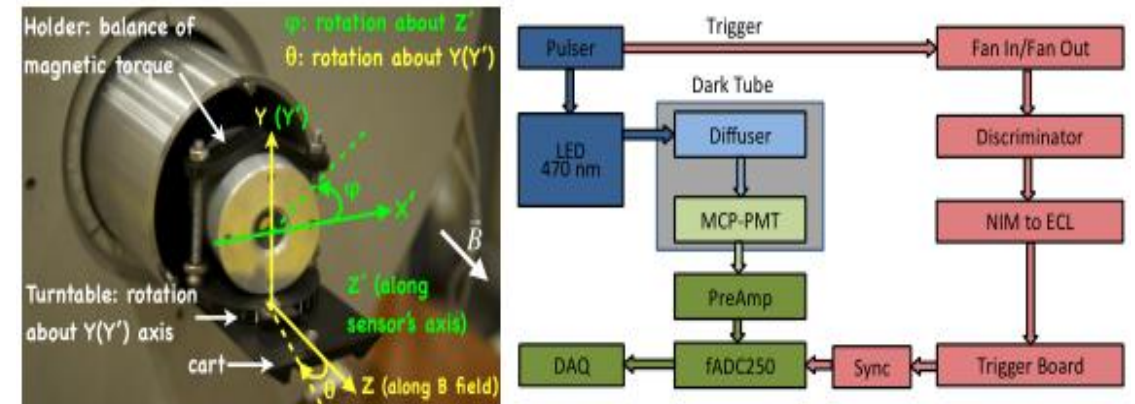 Holder: balance of
magnetic torque
φ: rotation about Z′
θ: rotation about Y(Y′)
Y (Y′)
φ
X′
B⃗
Z′ (along
sensor's axis)
Turntable: rotation
about Y(Y′) axis
cart
θ
Z (along B field)
Pulser
Trigger
Fan In/Fan Out
Dark Tube
LED
470 nm
Diffuser
Discriminator
MCP-PMT
NIM to ECL
PreAmp
DAQ
fADC250
Sync
Trigger Board